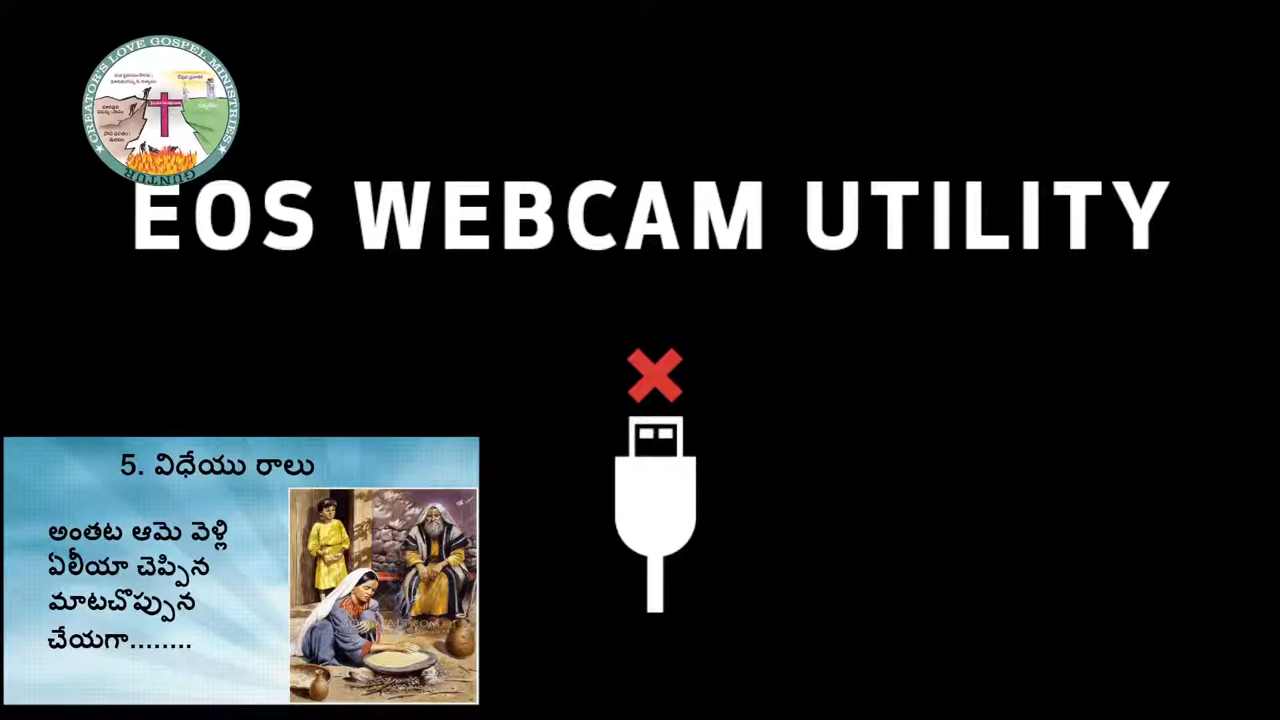 CREATOR'S LOVE GOSPEL MINISTRIES
GUNTUR
EOS WEBCAM UTILITY
5. విధేయు రాలు
అంతట ఆమె వెళ్లి
ఏలీయా చెప్పిన
మాటచొప్పున
చేయగా........